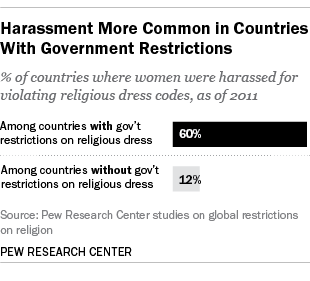 Harassment More Common in Countries
With Government Restrictions
% of countries where women were harassed for
violating religious dress codes, as of 2011
Among countries with gov't
restrictions on religious dress
60%
Among countries without gov't
restrictions on religious dress
12%
Source: Pew Research Center studies on global restrictions
on religion
PEW RESEARCH CENTER